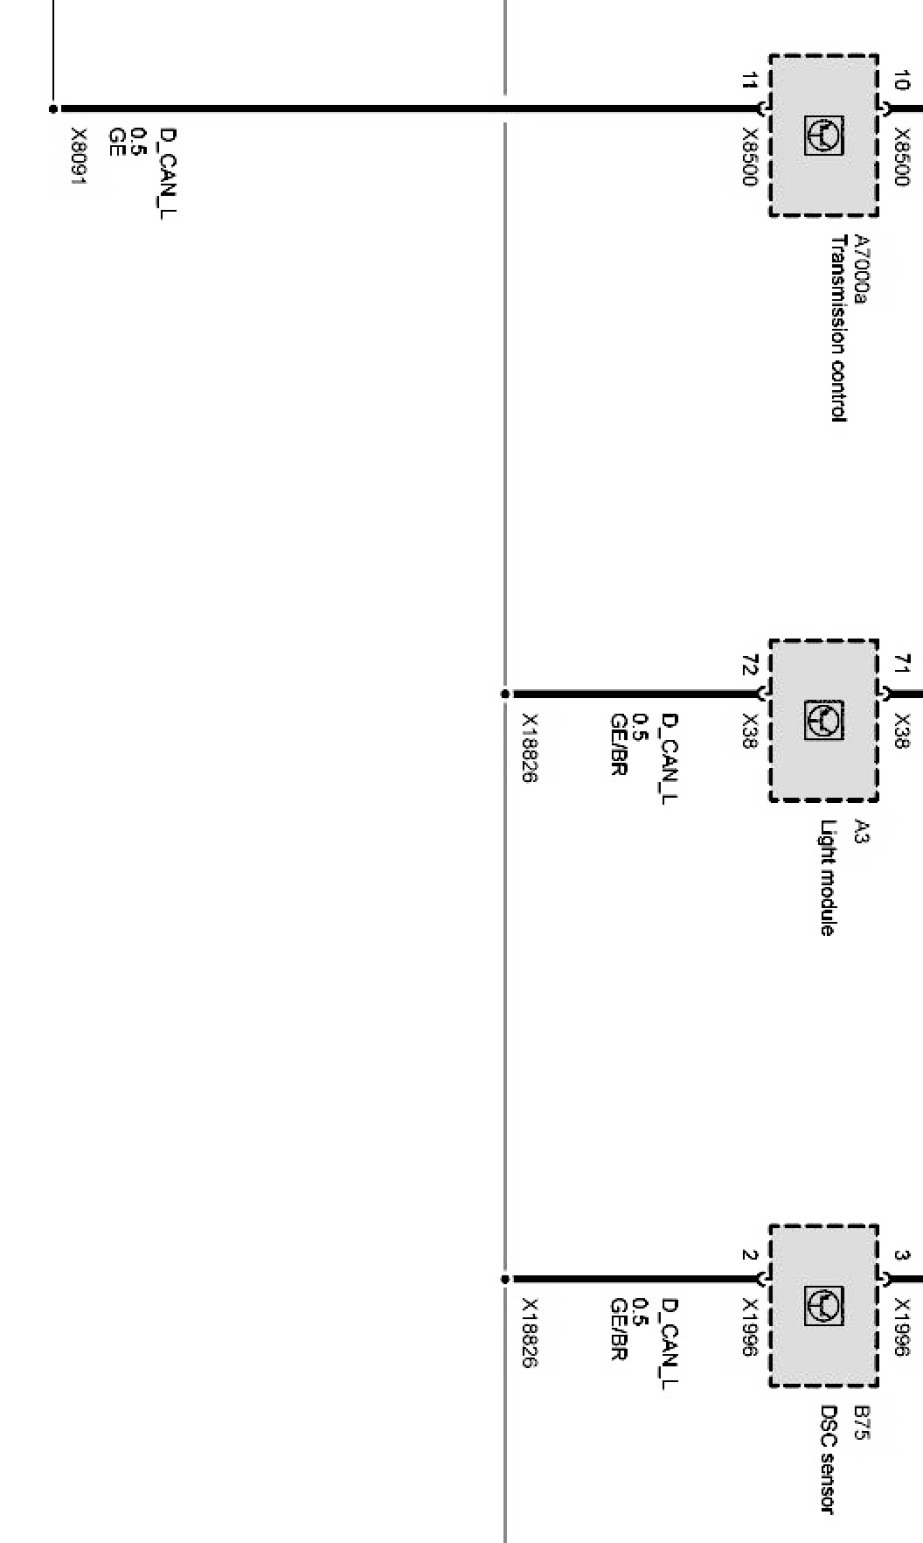 10
X8500
11
X8500
A7000a
Transmission control
D_CAN_L
0.5
GE
X8091
71
X38
72
X38
A3
Light module
D_CAN_L
0.5
GE/BR
X18826
3
X1996
2
X1996
B75
DSC sensor
D_CAN_L
0.5
GE/BR
X18826